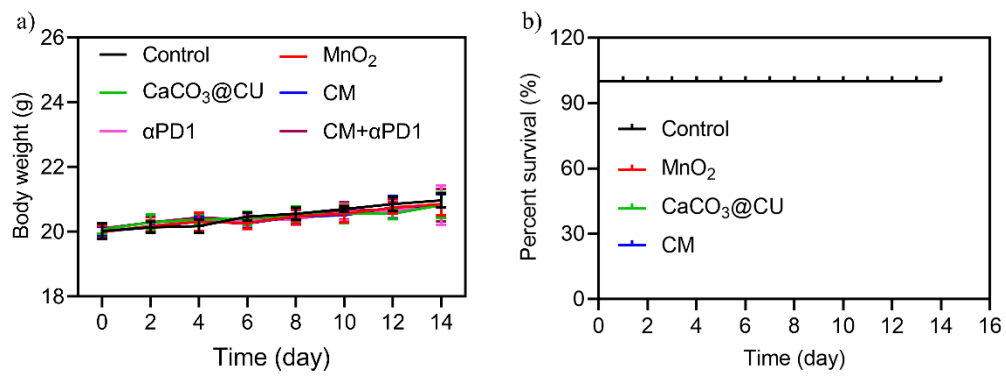 a)
26
24
22
20
18
Body weight (g)
Control
MnO₂
CaCO₃@CU
CM
αPD1
CM+αPD1
0 2 4 6 8 10 12 14
Time (day)
b)
120
90
60
30
0
Percent survival (%)
Control
MnO₂
CaCO₃@CU
CM
0 2 4 6 8 10 12 14 16
Time (day)